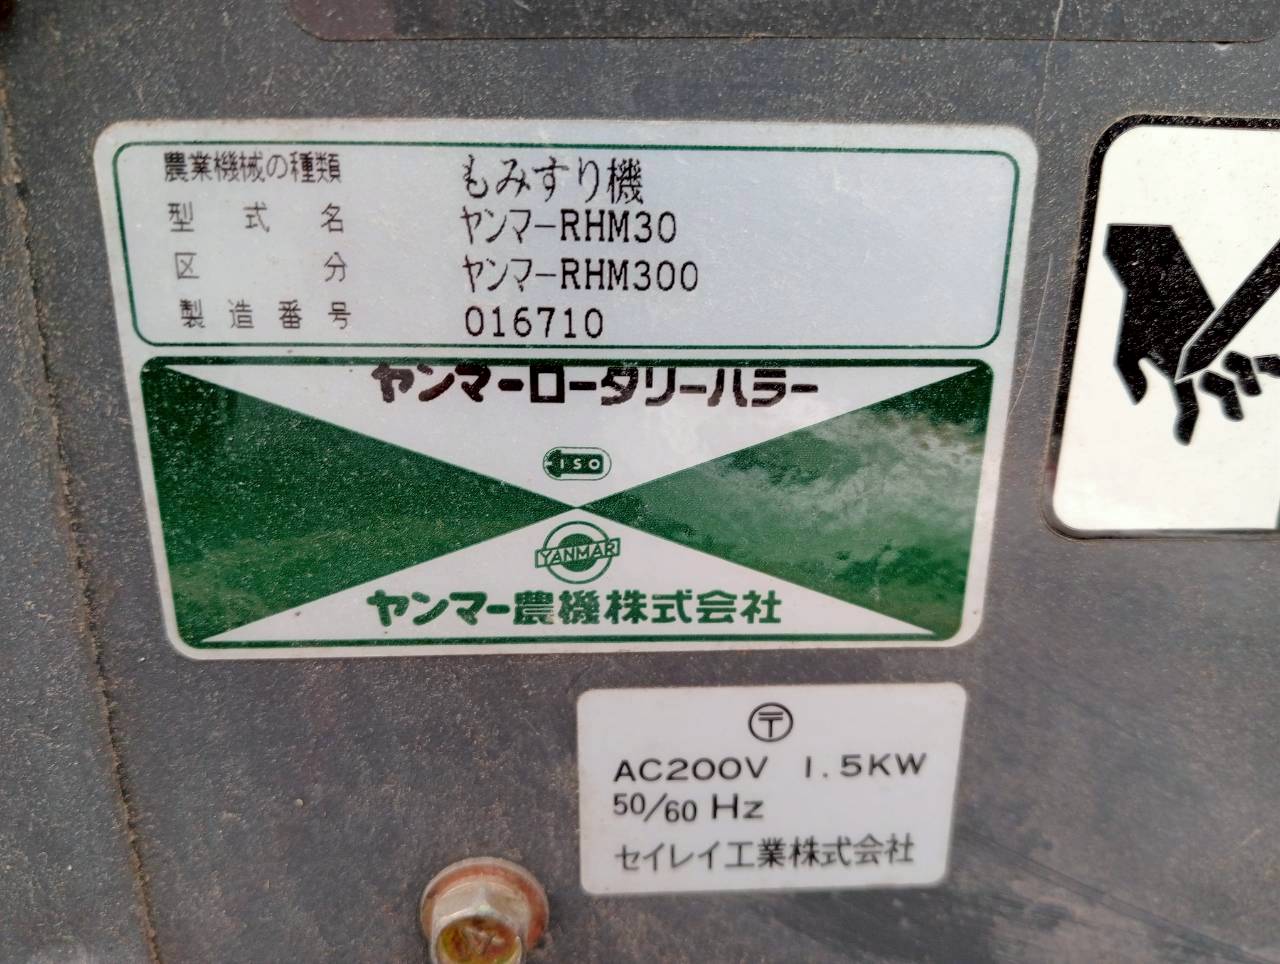 農業機械の種類 もみすり機
型式名 ヤンマーRHM30
区分 ヤンマーRHM300
製造番号 016710
ヤンマーロータリーハラー
ISO
YANMAR
ヤンマー農機株式会社
〒
AC200V 1.5KW
50/60 Hz
セイレイ工業株式会社